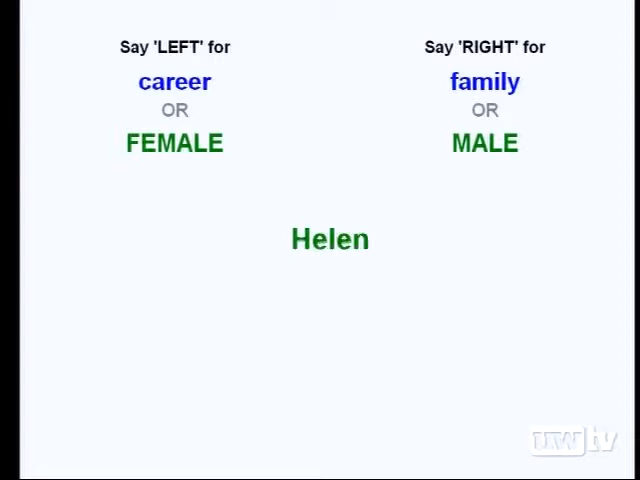 Say 'LEFT' for
career
OR
FEMALE
Say 'RIGHT' for
family
OR
MALE
Helen
UWtv